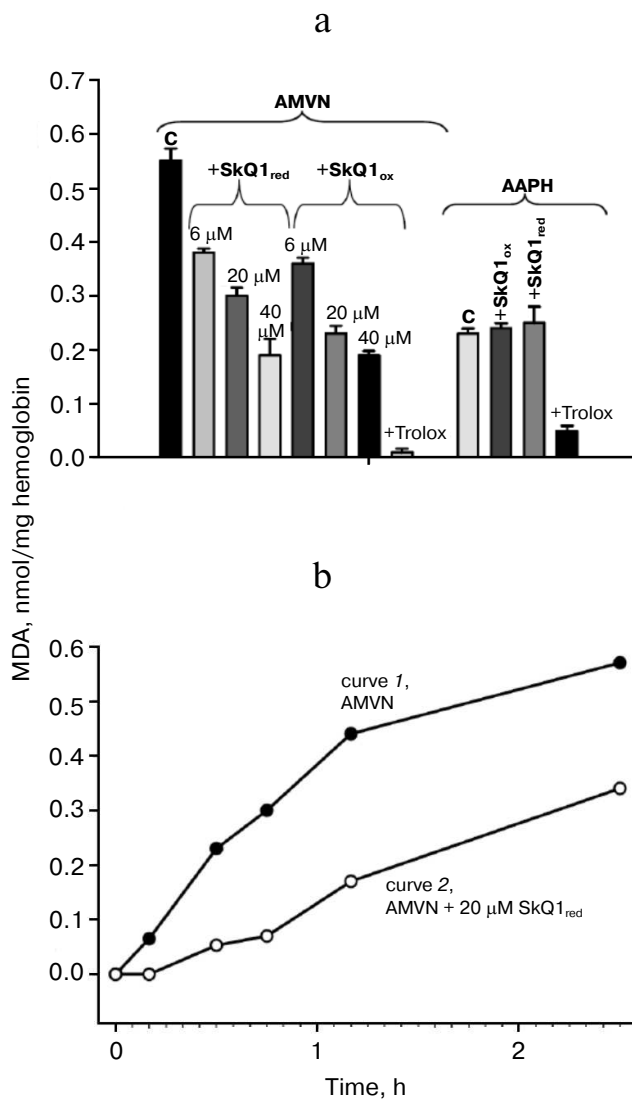 a
0.7
0.6
0.5
0.4
0.3
0.2
0.1
0.0
AMVN
C
+SkQ1red
+SkQ1ox
6 μM
20 μM
40
μM
6 μM
20 μM
40 μM
+Trolox
AAPH
C
+SkQ1ox
+SkQ1red
+Trolox
MDA, nmol/mg hemoglobin
b
0.6
0.5
0.4
0.3
0.2
0.1
0.0
curve 1,
AMVN
curve 2,
AMVN + 20 μM SkQ1red
0 1 2
Time, h